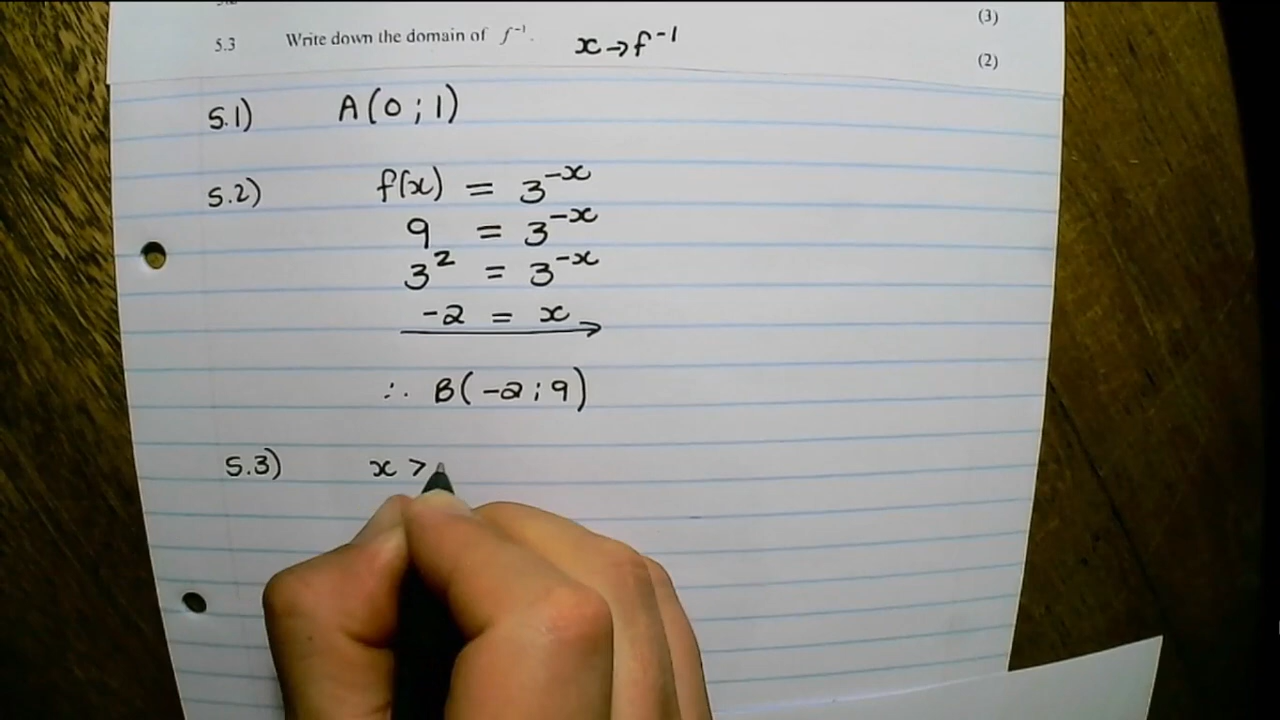 (3)
5.3 Write down the domain of f⁻¹. x→f⁻¹
(2)
5.1) A(0 ; 1)
5.2) f(x) = 3⁻ˣ
9 = 3⁻ˣ
3² = 3⁻ˣ
-2 = x
∴ B(-2 ; 9)
5.3) x >